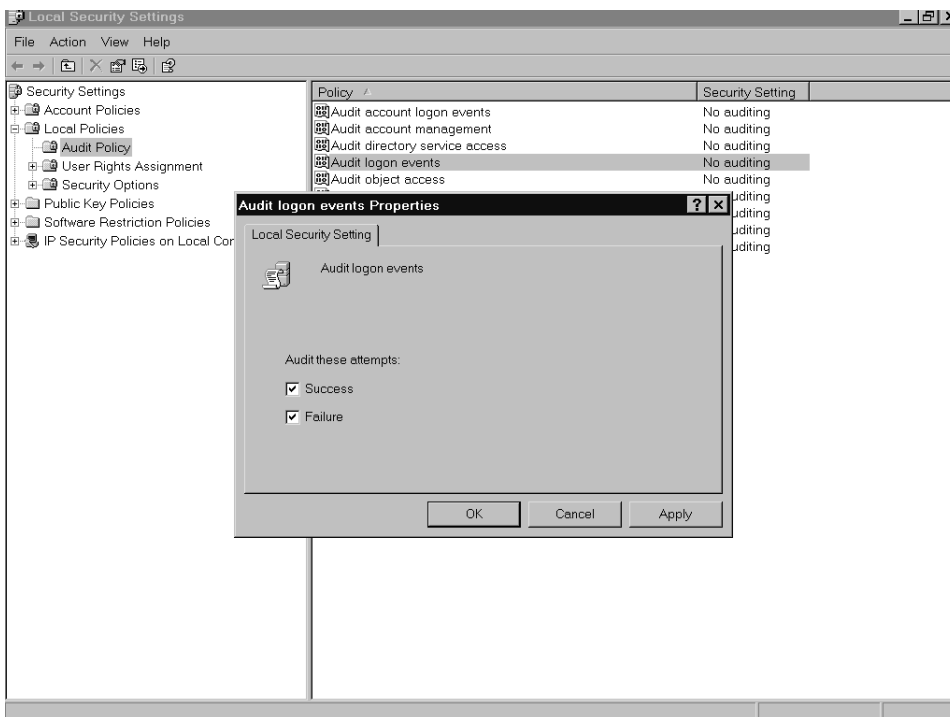 Local Security Settings
File Action View Help
Security Settings
Account Policies
Local Policies
Audit Policy
User Rights Assignment
Security Options
Public Key Policies
Software Restriction Policies
IP Security Policies on Local Cor
Policy Security Setting
Audit account logon events No auditing
Audit account management No auditing
Audit directory service access No auditing
Audit logon events No auditing
Audit object access No auditing
uditing
uditing
uditing
uditing
Audit logon events Properties
Local Security Setting
Audit logon events
Audit these attempts:
Success
Failure
OK Cancel Apply